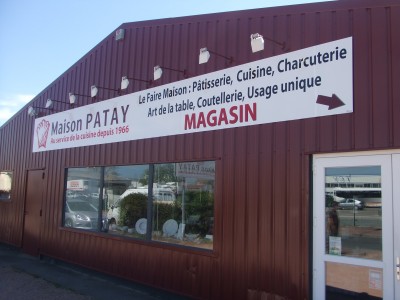 Maison PATAY
Au service de la cuisine depuis 1966
Le Faire Maison : Pâtisserie, Cuisine, Charcuterie
Art de la table, Coutellerie, Usage unique
MAGASIN